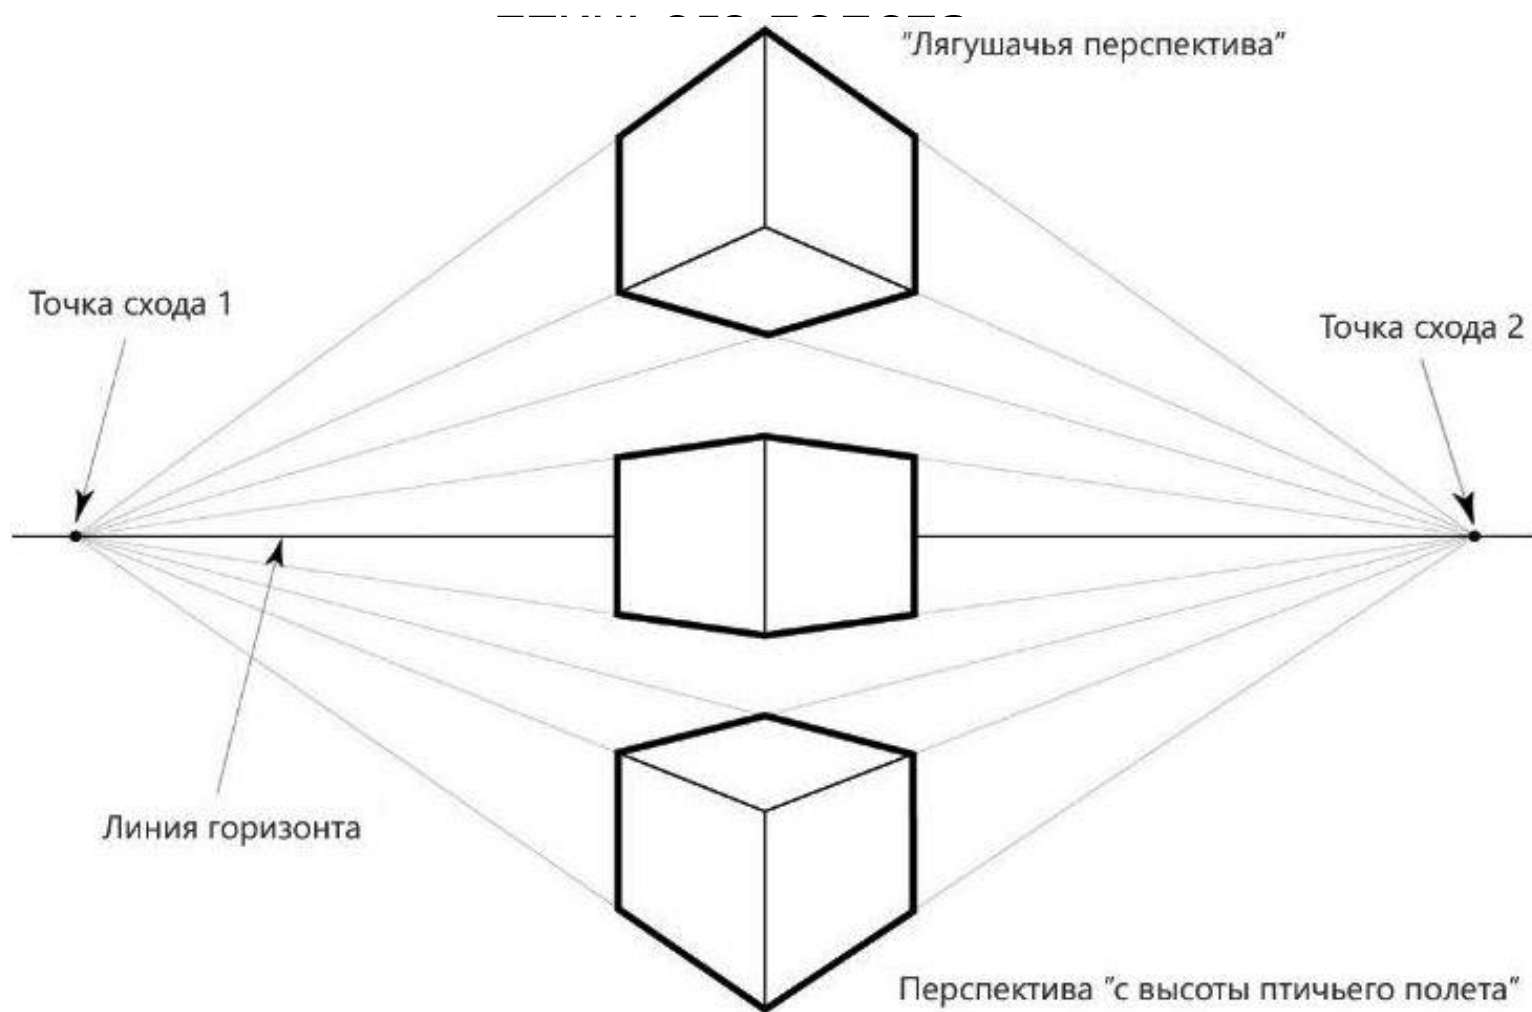 "Лягушачья перспектива"
Точка схода 1
Точка схода 2
Линия горизонта
Перспектива "с высоты птичьего полета"